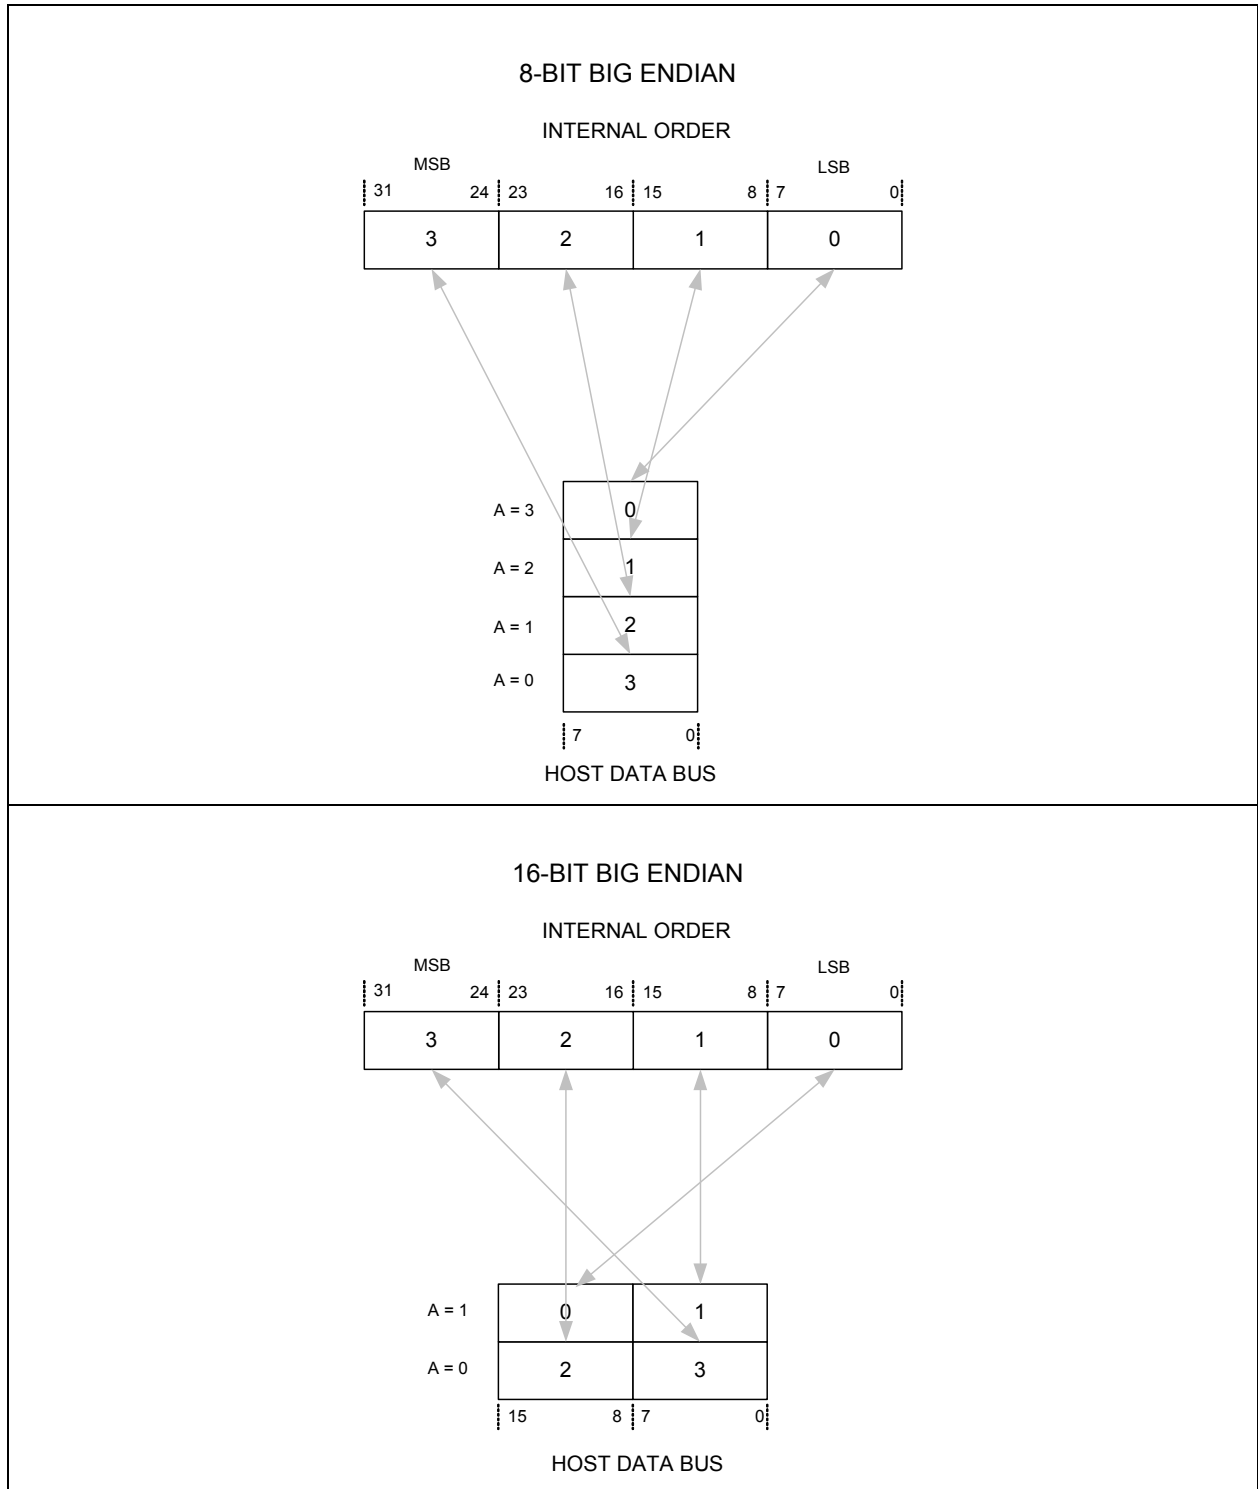 8-BIT BIG ENDIAN
INTERNAL ORDER
MSB LSB
31 24 23 16 15 8 7 0
3 2 1 0
A = 3 0
A = 2 1
A = 1 2
A = 0 3
7 0
HOST DATA BUS
16-BIT BIG ENDIAN
INTERNAL ORDER
MSB LSB
31 24 23 16 15 8 7 0
3 2 1 0
A = 1 0 1
A = 0 2 3
15 8 7 0
HOST DATA BUS